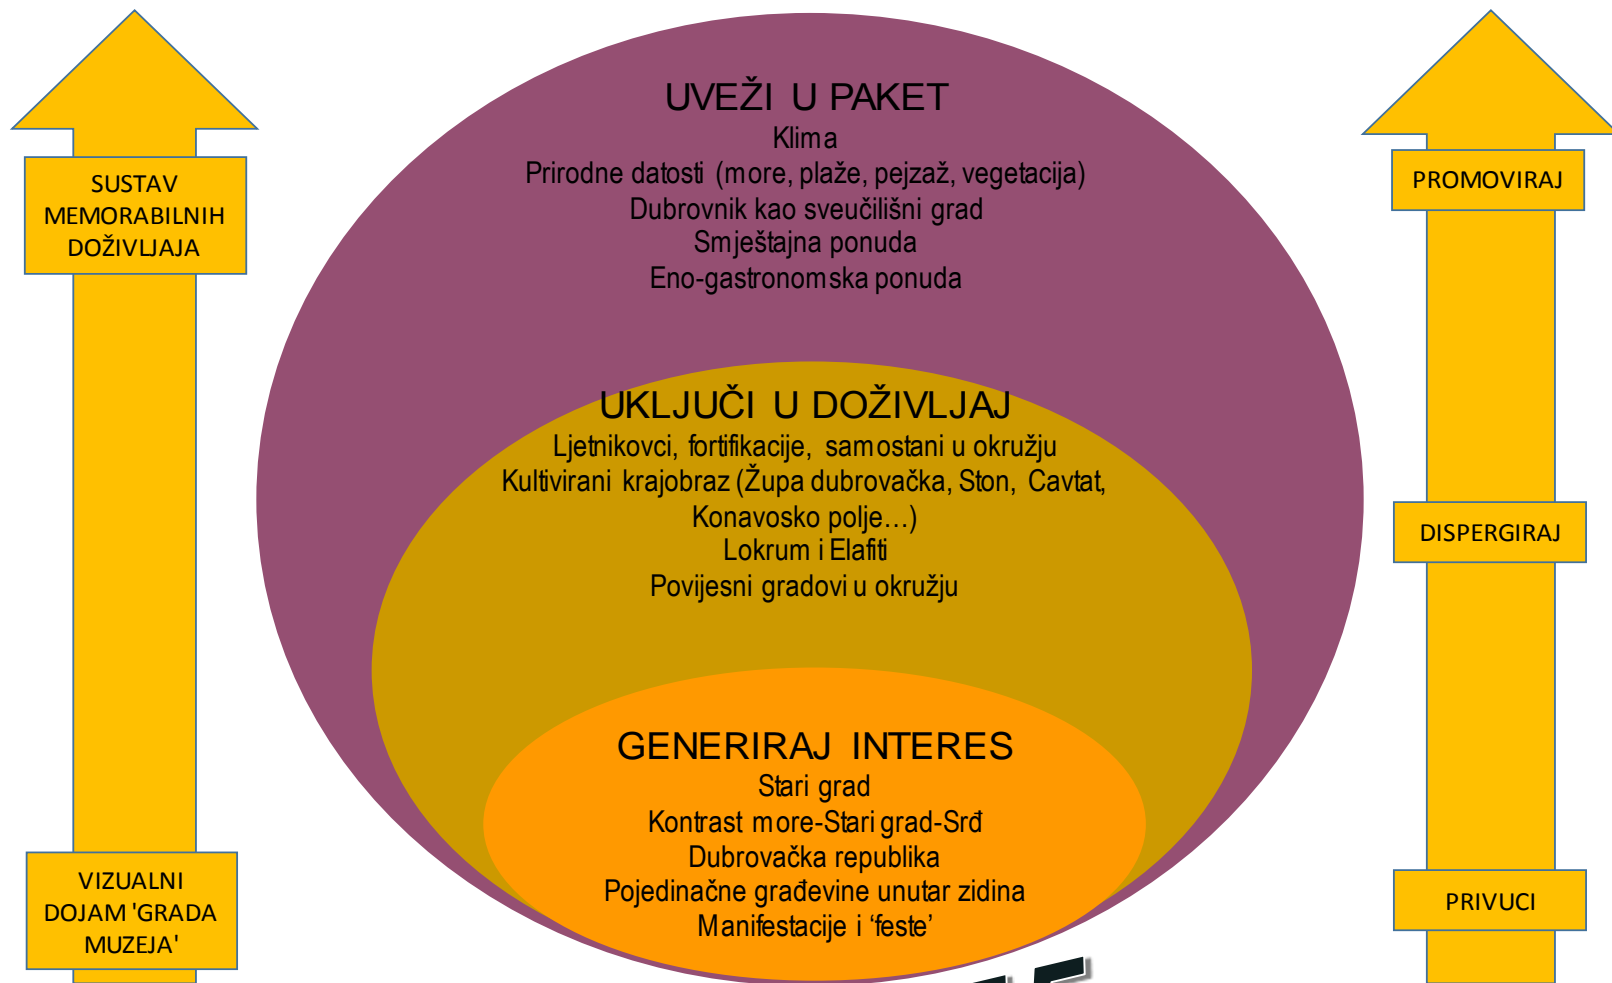 UVEŽI U PAKET
Klima
Prirodne datosti (more, plaže, pejzaž, vegetacija)
Dubrovnik kao sveučilišni grad
Smještajna ponuda
Eno-gastronomska ponuda
UKLJUČI U DOŽIVLJAJ
Ljetnikovci, fortifikacije, samostani u okružju
Kultivirani krajobraz (Župa dubrovačka, Ston, Cavtat,
Konavosko polje…)
Lokrum i Elafiti
Povijesni gradovi u okružju
GENERIRAJ INTERES
Stari grad
Kontrast more-Stari grad-Srđ
Dubrovačka republika
Pojedinačne građevine unutar zidina
Manifestacije i ‘feste’
SUSTAV
MEMORABILNIH
DOŽIVLJAJA
VIZUALNI
DOJAM 'GRADA
MUZEJA'
PROMOVIRAJ
DISPERGIRAJ
PRIVUCI